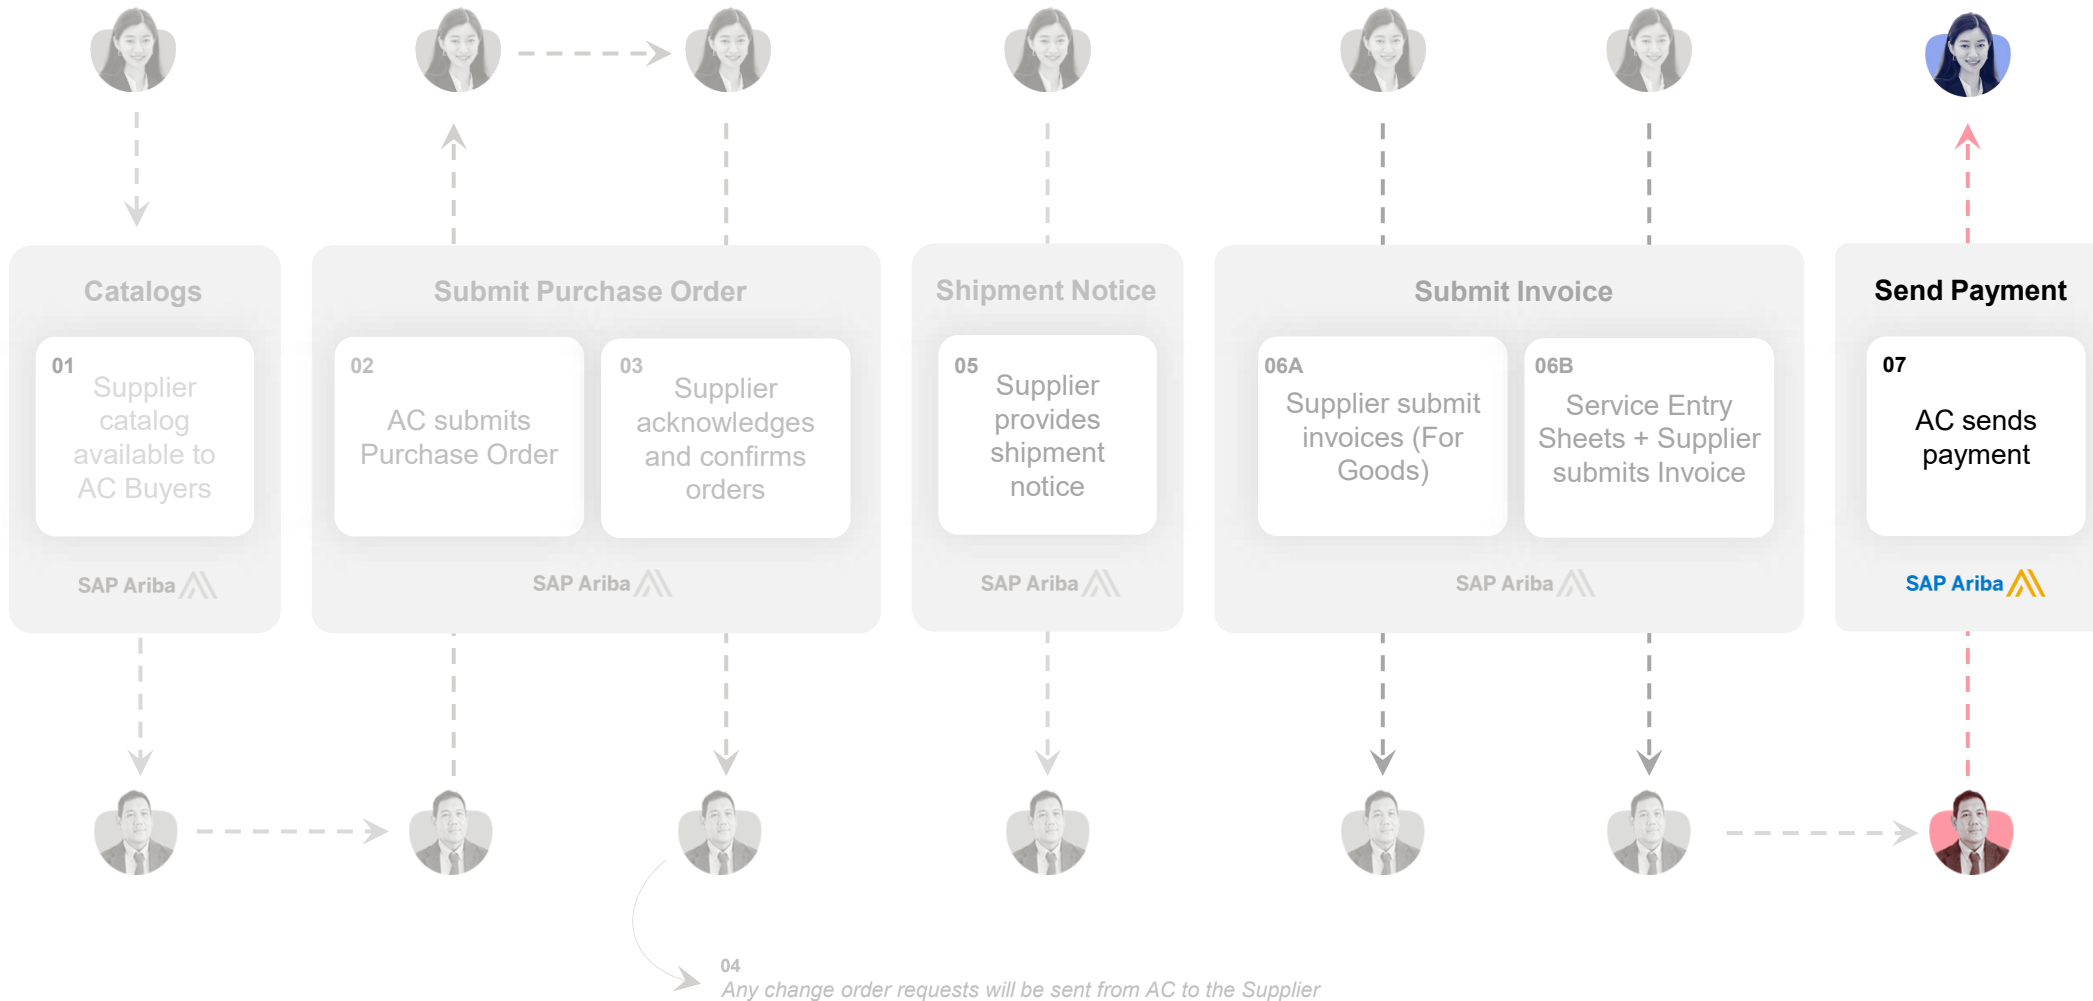 Catalogs
01
Supplier
catalog
available to
AC Buyers
SAP Ariba
Submit Purchase Order
02
AC submits
Purchase Order
03
Supplier
acknowledges
and confirms
orders
SAP Ariba
Shipment Notice
05
Supplier
provides
shipment
notice
SAP Ariba
Submit Invoice
06A
Supplier submit
invoices (For
Goods)
06B
Service Entry
Sheets + Supplier
submits Invoice
SAP Ariba
Send Payment
07
AC sends
payment
SAP Ariba
04
Any change order requests will be sent from AC to the Supplier